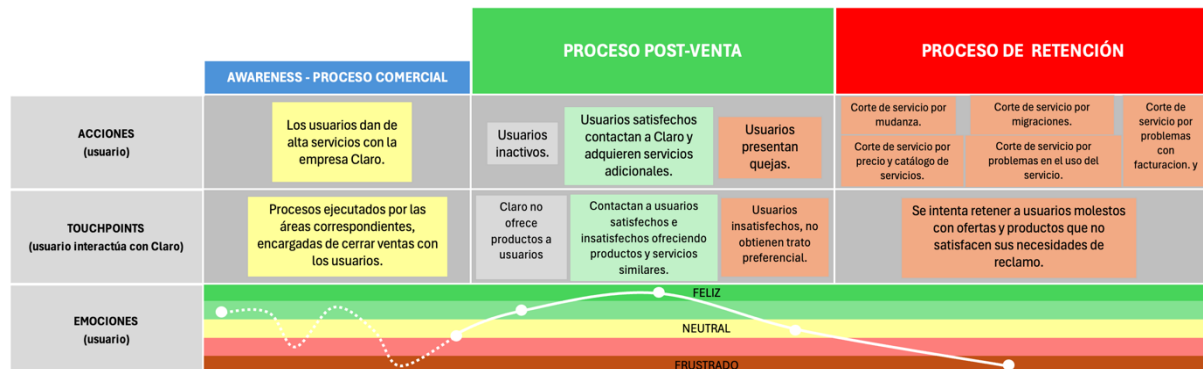 PROCESO POST-VENTA
PROCESO DE RETENCIÓN
AWARENESS - PROCESO COMERCIAL
ACCIONES
(usuario)
Los usuarios dan de
alta servicios con la
empresa Claro.
Usuarios
inactivos.
Usuarios satisfechos
contactan a Claro y
adquieren servicios
adicionales.
Usuarios
presentan
quejas.
Corte de servicio por
mudanza.
Corte de servicio por
migraciones.
Corte de
servicio por
problemas
con
facturacion. y
Corte de servicio por
precio y catálogo de
servicios.
Corte de servicio por
problemas en el uso del
servicio.
TOUCHPOINTS
(usuario interactúa con Claro)
Procesos ejecutados por las
áreas correspondientes,
encargadas de cerrar ventas con
los usuarios.
Claro no
ofrece
productos a
usuarios
Contactan a usuarios
satisfechos e
insatisfechos ofreciendo
productos y servicios
similares.
Usuarios
insatisfechos, no
obtienen trato
preferencial.
Se intenta retener a usuarios molestos
con ofertas y productos que no
satisfacen sus necesidades de
reclamo.
EMOCIONES
(usuario)
FELIZ
NEUTRAL
FRUSTRADO